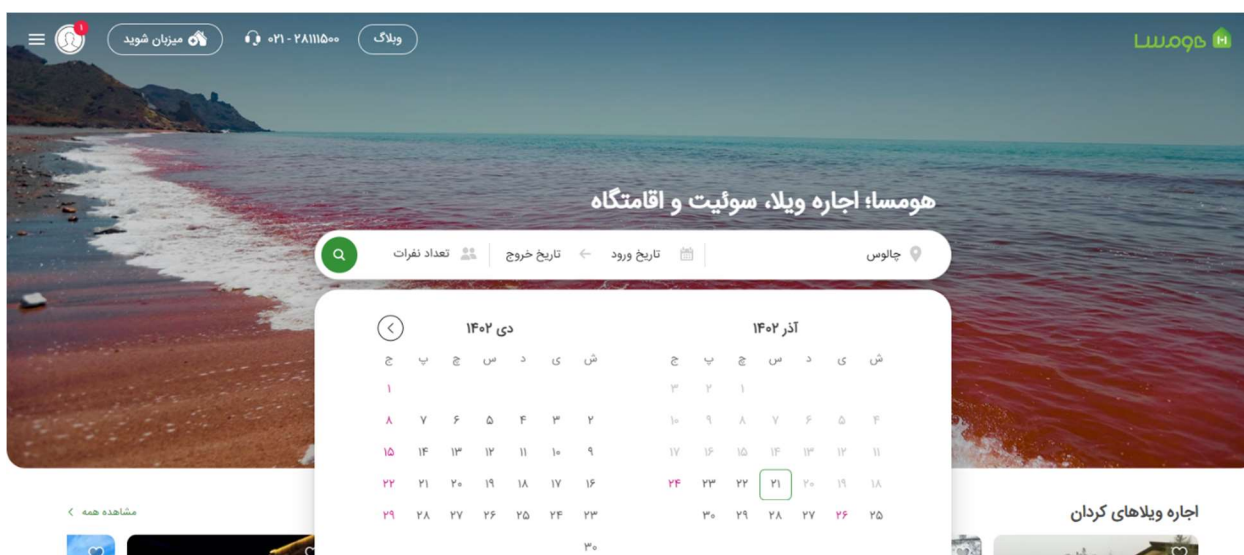 هومسا
وبلاگ
۰۲۱ - ۲۸۱۱۱۵۰۰
میزبان شوید
۱
هومسا؛ اجاره ویلا، سوئیت و اقامتگاه
چالوس
تاریخ ورود
تاریخ خروج
تعداد نفرات
آذر ۱۴۰۲
ش ی د س چ پ ج
۱ ۲ ۳
۴ ۵ ۶ ۷ ۸ ۹ ۱۰
۱۱ ۱۲ ۱۳ ۱۴ ۱۵ ۱۶ ۱۷
۱۸ ۱۹ ۲۰ ۲۱ ۲۲ ۲۳ ۲۴
۲۵ ۲۶ ۲۷ ۲۸ ۲۹ ۳۰
دی ۱۴۰۲
ش ی د س چ پ ج
۱
۲ ۳ ۴ ۵ ۶ ۷ ۸
۹ ۱۰ ۱۱ ۱۲ ۱۳ ۱۴ ۱۵
۱۶ ۱۷ ۱۸ ۱۹ ۲۰ ۲۱ ۲۲
۲۳ ۲۴ ۲۵ ۲۶ ۲۷ ۲۸ ۲۹
۳۰
اجاره ویلاهای کردان
مشاهده همه